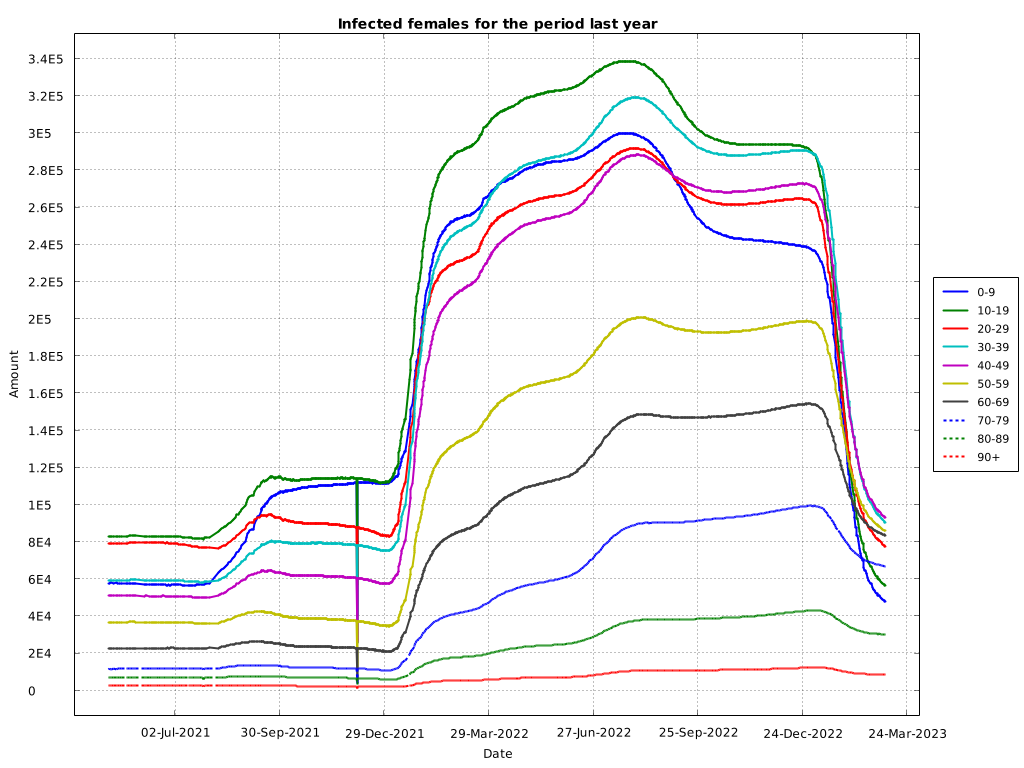 Infected females for the period last year
3.4E5
3.2E5
3E5
2.8E5
2.6E5
2.4E5
2.2E5
2E5
1.8E5
1.6E5
1.4E5
1.2E5
1E5
8E4
6E4
4E4
2E4
0
Amount
02-Jul-2021 30-Sep-2021 29-Dec-2021 29-Mar-2022 27-Jun-2022 25-Sep-2022 24-Dec-2022 24-Mar-2023
Date
0-9
10-19
20-29
30-39
40-49
50-59
60-69
70-79
80-89
90+